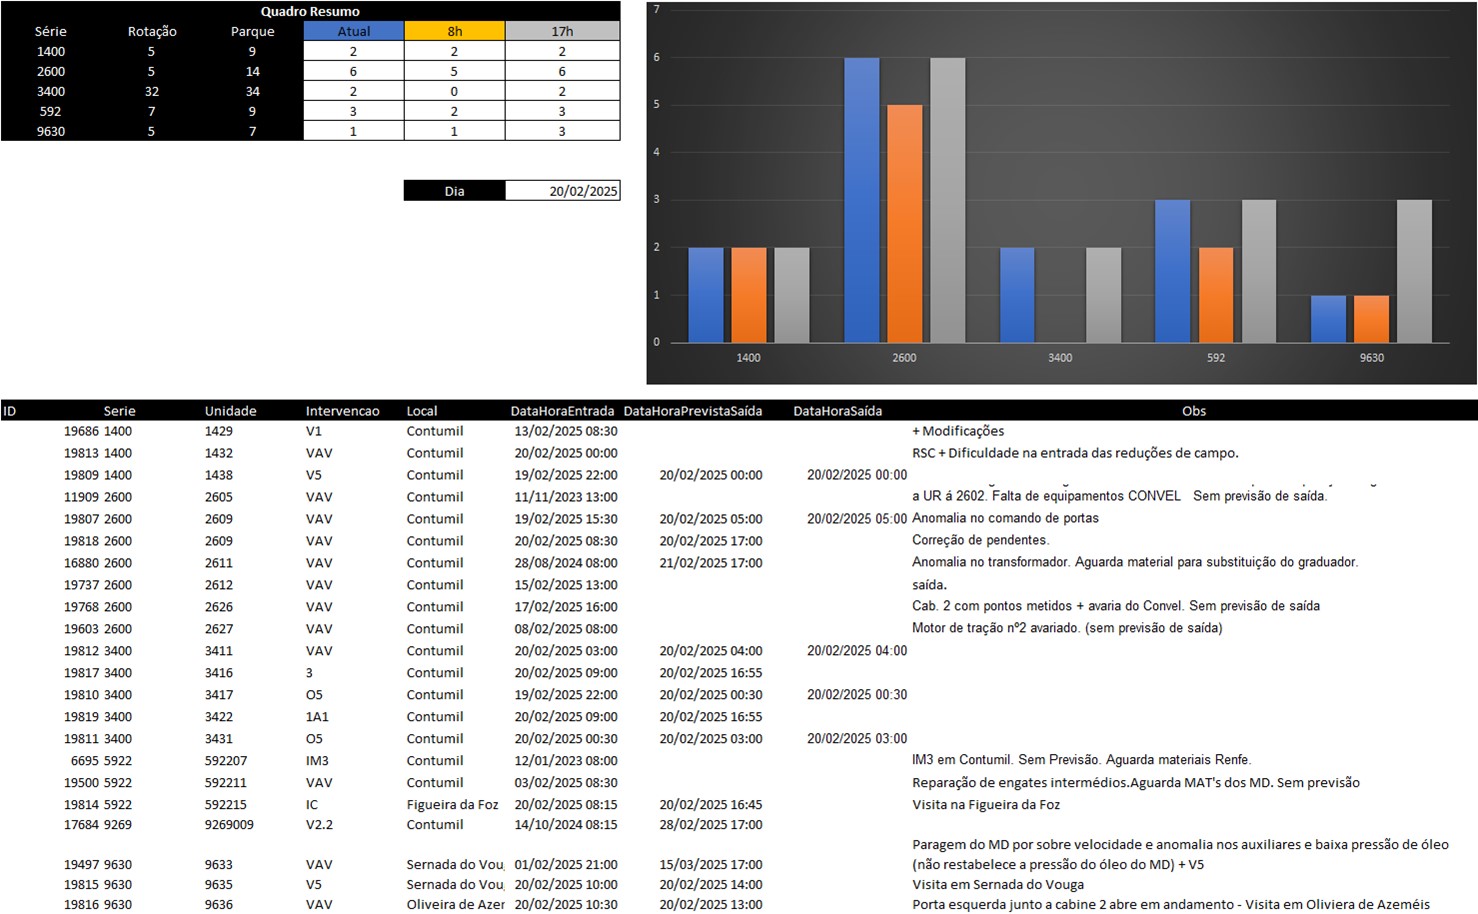 Quadro Resumo
Série Rotação Parque Atual 8h 17h
1400 5 9 2 2 2
2600 5 14 6 5 6
3400 32 34 2 0 2
592 7 9 3 2 3
9630 5 7 1 1 3
Dia 20/02/2025
7
6
5
4
3
2
1
0
1400 2600 3400 592 9630
ID Serie Unidade Intervencao Local DataHoraEntrada DataHoraPrevistaSaída DataHoraSaída Obs
19686 1400 1429 V1 Contumil 13/02/2025 08:30 + Modificações
19813 1400 1432 VAV Contumil 20/02/2025 00:00 RSC + Dificuldade na entrada das reduções de campo.
19809 1400 1438 V5 Contumil 19/02/2025 22:00 20/02/2025 00:00 20/02/2025 00:00
11909 2600 2605 VAV Contumil 11/11/2023 13:00 a UR á 2602. Falta de equipamentos CONVEL Sem previsão de saída.
19807 2600 2609 VAV Contumil 19/02/2025 15:30 20/02/2025 05:00 20/02/2025 05:00 Anomalia no comando de portas
19818 2600 2609 VAV Contumil 20/02/2025 08:30 20/02/2025 17:00 Correção de pendentes.
16880 2600 2611 VAV Contumil 28/08/2024 08:00 21/02/2025 17:00 Anomalia no transformador. Aguarda material para substituição do graduador.
19737 2600 2612 VAV Contumil 15/02/2025 13:00 saída.
19768 2600 2626 VAV Contumil 17/02/2025 16:00 Cab. 2 com pontos metidos + avaria do Convel. Sem previsão de saída
19603 2600 2627 VAV Contumil 08/02/2025 08:00 Motor de tração nº2 avariado. (sem previsão de saída)
19812 3400 3411 VAV Contumil 20/02/2025 03:00 20/02/2025 04:00 20/02/2025 04:00
19817 3400 3416 3 Contumil 20/02/2025 09:00 20/02/2025 16:55
19810 3400 3417 O5 Contumil 19/02/2025 22:00 20/02/2025 00:30 20/02/2025 00:30
19819 3400 3422 1A1 Contumil 20/02/2025 09:00 20/02/2025 16:55
19811 3400 3431 O5 Contumil 20/02/2025 00:30 20/02/2025 03:00 20/02/2025 03:00
6695 5922 592207 IM3 Contumil 12/01/2023 08:00 IM3 em Contumil. Sem Previsão. Aguarda materiais Renfe.
19500 5922 592211 VAV Contumil 03/02/2025 08:30 Reparação de engates intermédios.Aguarda MAT's dos MD. Sem previsão
19814 5922 592215 IC Figueira da Foz 20/02/2025 08:15 20/02/2025 16:45 Visita na Figueira da Foz
17684 9269 9269009 V2.2 Contumil 14/10/2024 08:15 28/02/2025 17:00
Paragem do MD por sobre velocidade e anomalia nos auxiliares e baixa pressão de óleo
19497 9630 9633 VAV Sernada do Vou 01/02/2025 21:00 15/03/2025 17:00 (não restabelece a pressão do óleo do MD) + V5
19815 9630 9635 V5 Sernada do Vou 20/02/2025 10:00 20/02/2025 14:00 Visita em Sernada do Vouga
19816 9630 9636 VAV Oliveira de Azer 20/02/2025 10:30 20/02/2025 13:00 Porta esquerda junto a cabine 2 abre em andamento - Visita em Oliviera de Azeméis